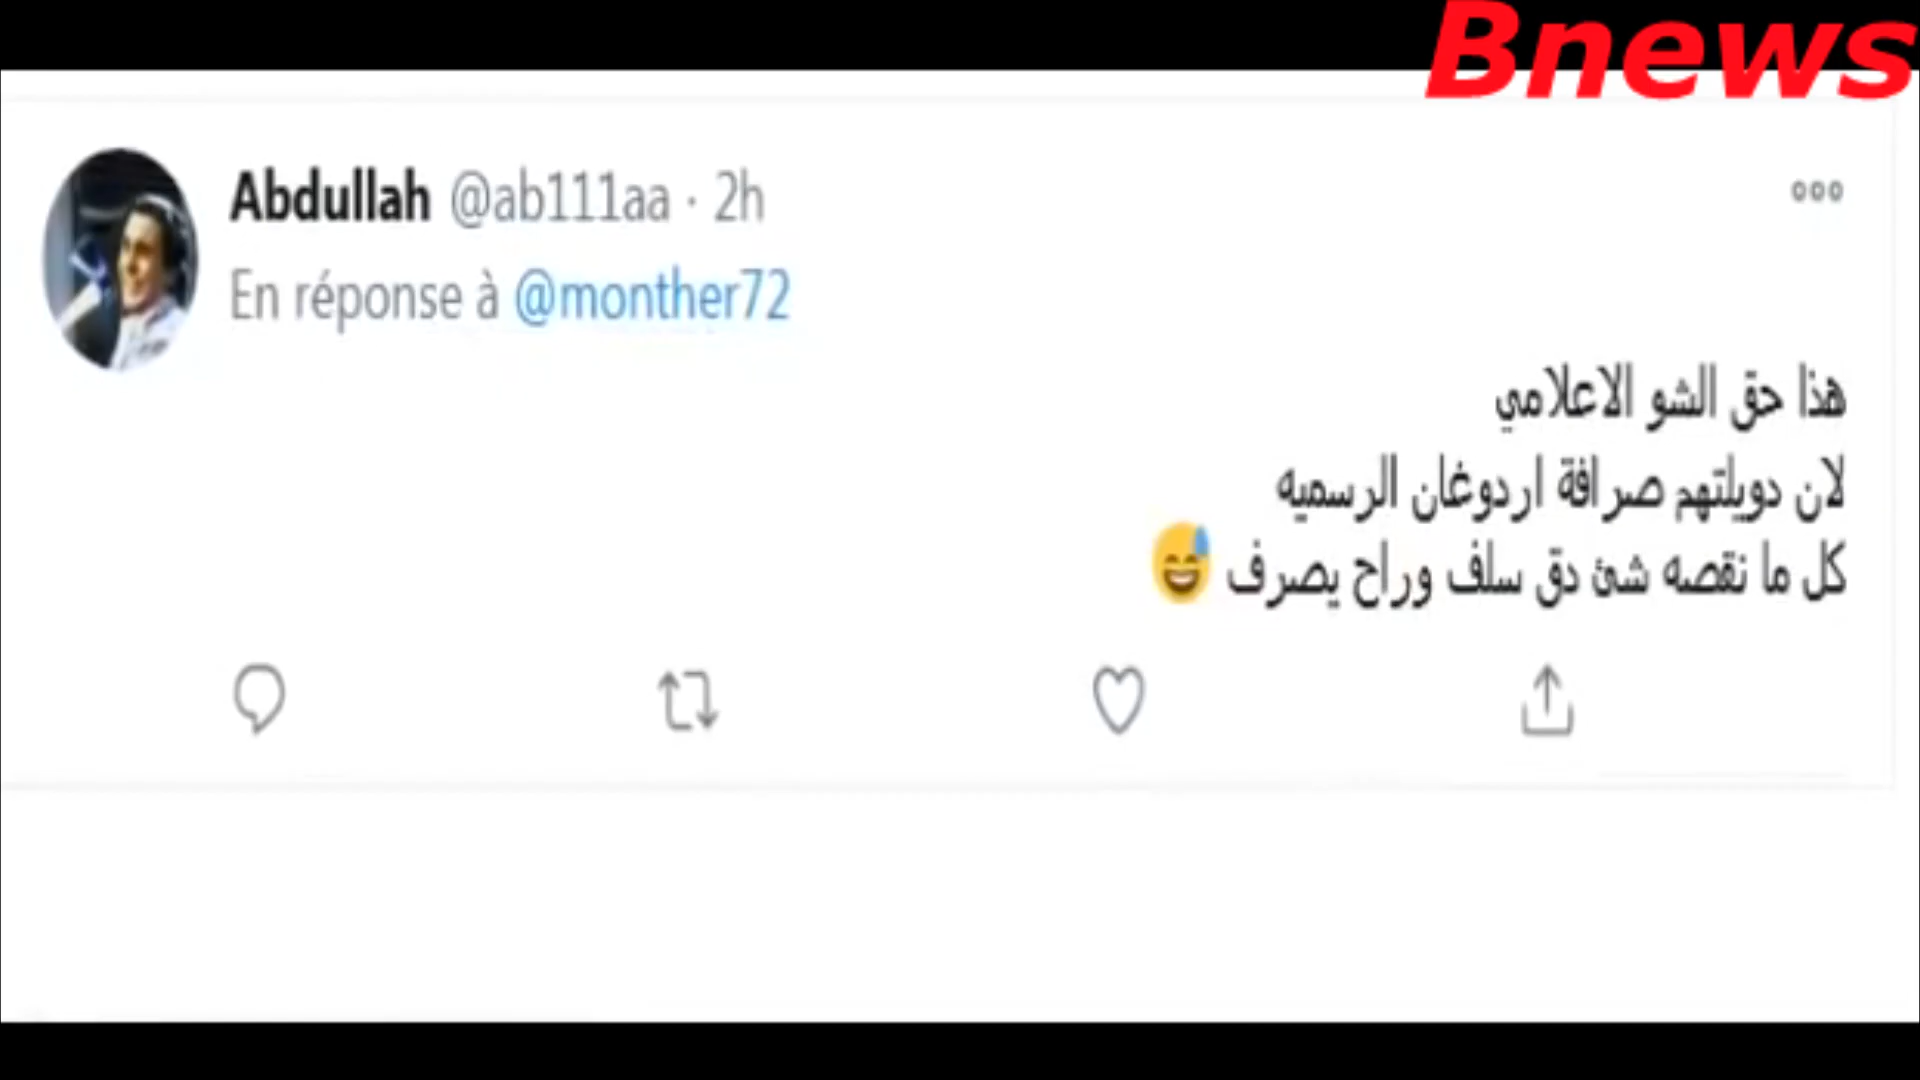 Bnews
Abdullah @ab111aa · 2h
En réponse à @monther72
هذا حق الشو الاعلامي
لان دويلتهم صرافة اردوغان الرسميه
كل ما نقصه شئ دق سلف وراح يصرف 😅